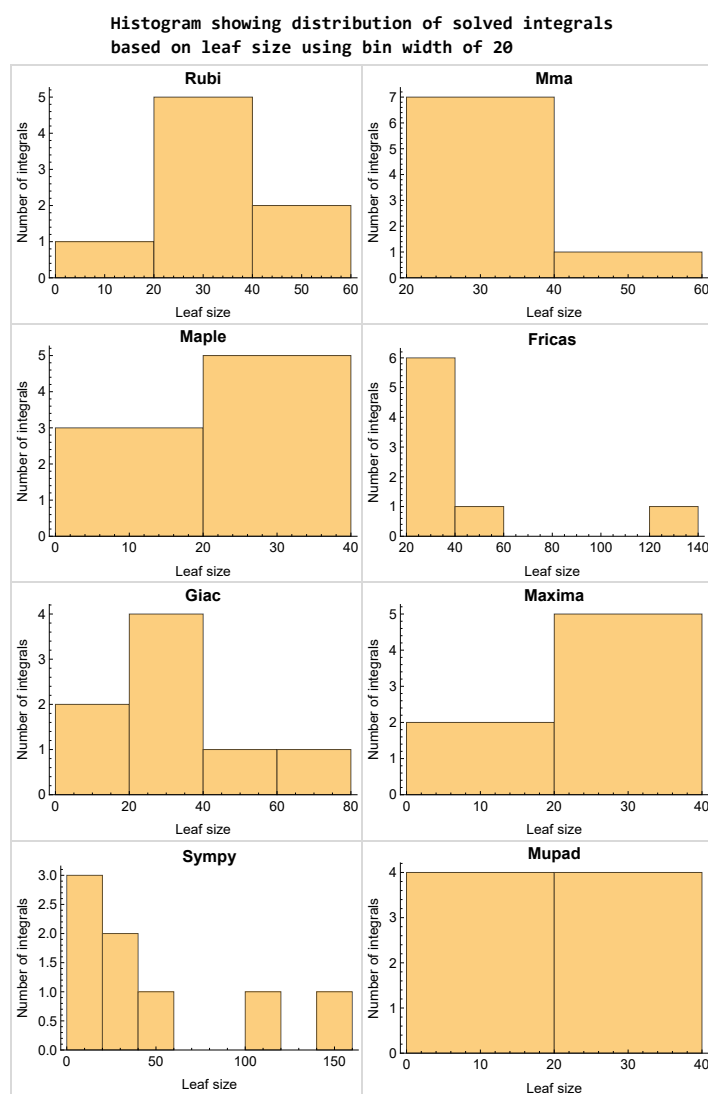 Histogram showing distribution of solved integrals
based on leaf size using bin width of 20
Rubi
Number of integrals
5
4
3
2
1
0
0 10 20 30 40 50 60
Leaf size
Mma
Number of integrals
7
6
5
4
3
2
1
0
20 30 40 50 60
Leaf size
Maple
Number of integrals
5
4
3
2
1
0
0 10 20 30 40
Leaf size
Fricas
Number of integrals
6
5
4
3
2
1
0
20 40 60 80 100 120 140
Leaf size
Giac
Number of integrals
4
3
2
1
0
0 20 40 60 80
Leaf size
Maxima
Number of integrals
5
4
3
2
1
0
0 10 20 30 40
Leaf size
Sympy
Number of integrals
3.0
2.5
2.0
1.5
1.0
0.5
0.0
0 50 100 150
Leaf size
Mupad
Number of integrals
4
3
2
1
0
0 10 20 30 40
Leaf size